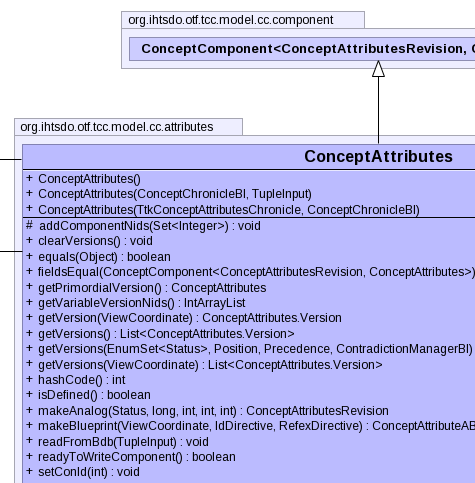 org.ihtsdo.otf.tcc.model.cc.component
ConceptComponent<ConceptAttributesRevision,
org.ihtsdo.otf.tcc.model.cc.attributes
ConceptAttributes
+ ConceptAttributes()
+ ConceptAttributes(ConceptChronicleBI, TupleInput)
+ ConceptAttributes(TtkConceptAttributesChronicle, ConceptChronicleBI)
# addComponentNids(Set<Integer>) : void
+ clearVersions() : void
+ equals(Object) : boolean
+ fieldsEqual(ConceptComponent<ConceptAttributesRevision, ConceptAttributes>)
+ getPrimordialVersion() : ConceptAttributes
+ getVariableVersionNids() : IntArrayList
+ getVersion(ViewCoordinate) : ConceptAttributes.Version
+ getVersions() : List<ConceptAttributes.Version>
+ getVersions(EnumSet<Status>, Position, Precedence, ContradictionManagerBI)
+ getVersions(ViewCoordinate) : List<ConceptAttributes.Version>
+ hashCode() : int
+ isDefined() : boolean
+ makeAnalog(Status, long, int, int, int) : ConceptAttributesRevision
+ makeBlueprint(ViewCoordinate, IdDirective, RefexDirective) : ConceptAttributeAB
+ readFromBdb(TupleInput) : void
+ readyToWriteComponent() : boolean
+ setConId(int) : void